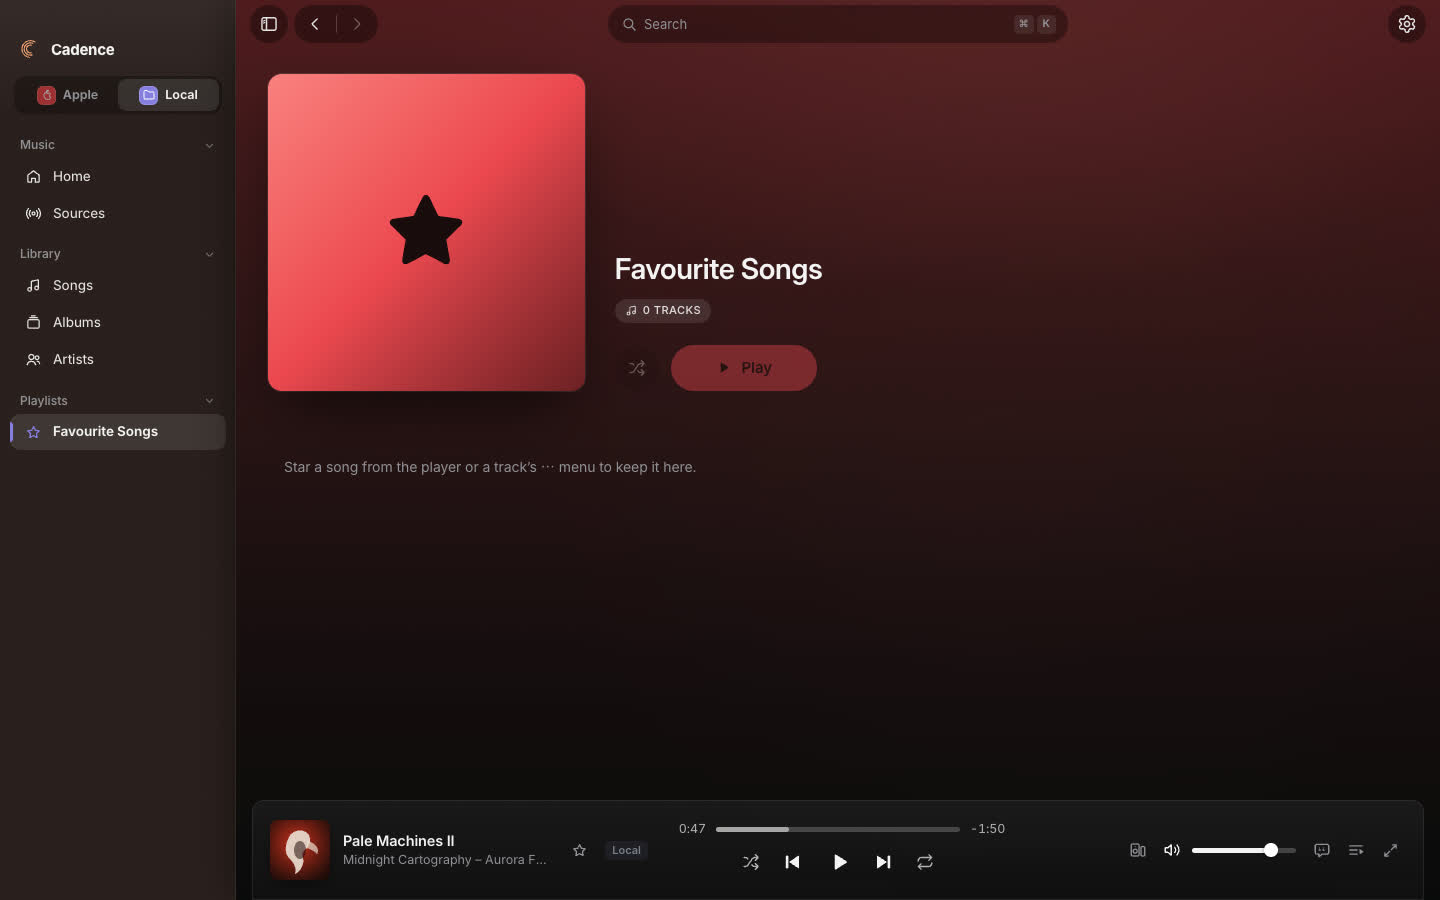 Cadence
Apple
Local
Music
Home
Sources
Library
Songs
Albums
Artists
Playlists
Favourite Songs
Search
⌘ K
Favourite Songs
0 TRACKS
Play
Star a song from the player or a track’s ··· menu to keep it here.
Pale Machines II
Midnight Cartography – Aurora F...
Local
0:47
-1:50